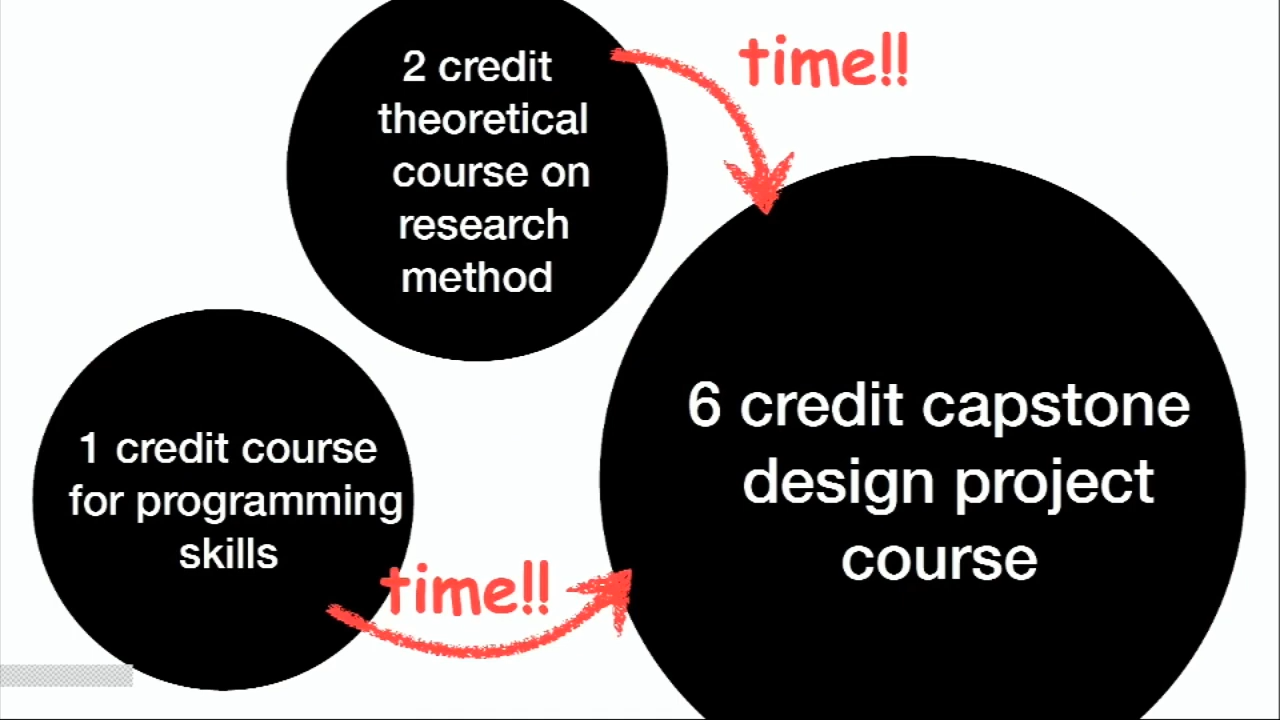 2 credit
theoretical
course on
research
method
time!!
1 credit course
for programming
skills
time!!
6 credit capstone
design project
course